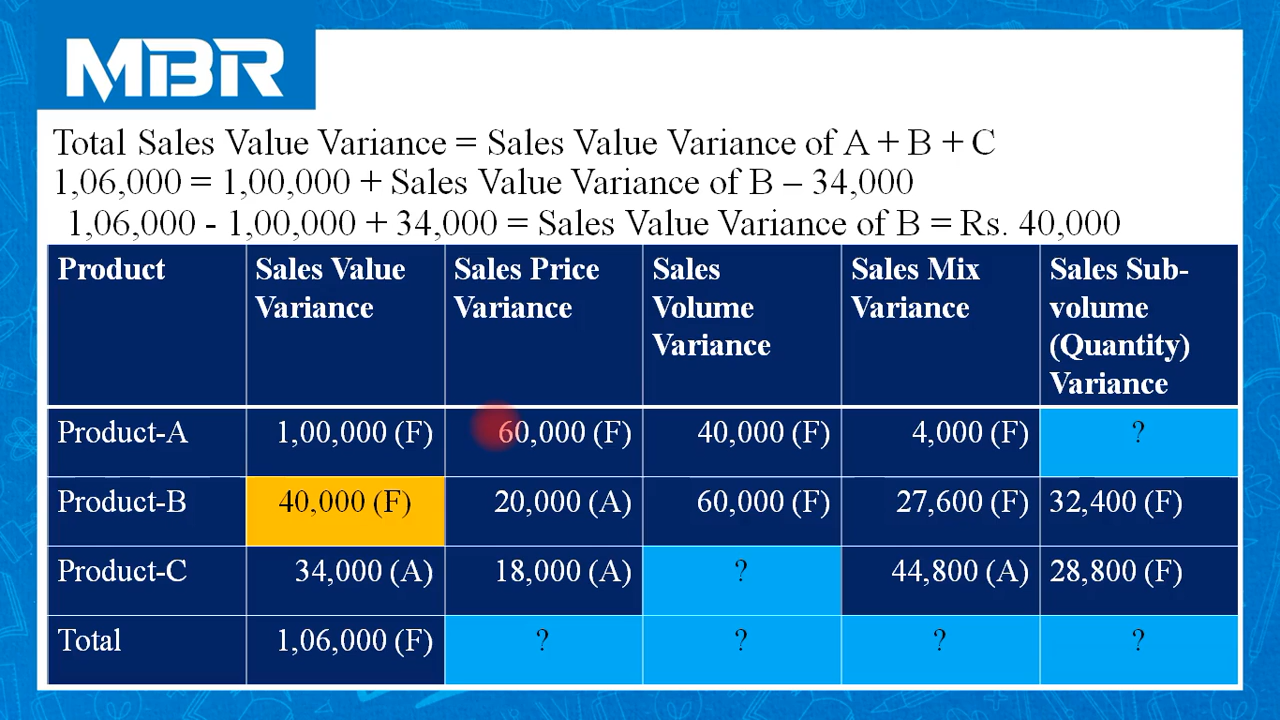 MBR
Total Sales Value Variance = Sales Value Variance of A + B + C
1,06,000 = 1,00,000 + Sales Value Variance of B – 34,000
1,06,000 - 1,00,000 + 34,000 = Sales Value Variance of B = Rs. 40,000
Product
Sales Value
Variance
Sales Price
Variance
Sales
Volume
Variance
Sales Mix
Variance
Sales Sub-
volume
(Quantity)
Variance
Product-A 1,00,000 (F) 60,000 (F) 40,000 (F) 4,000 (F) ?
Product-B 40,000 (F) 20,000 (A) 60,000 (F) 27,600 (F) 32,400 (F)
Product-C 34,000 (A) 18,000 (A) ? 44,800 (A) 28,800 (F)
Total 1,06,000 (F) ? ? ? ?